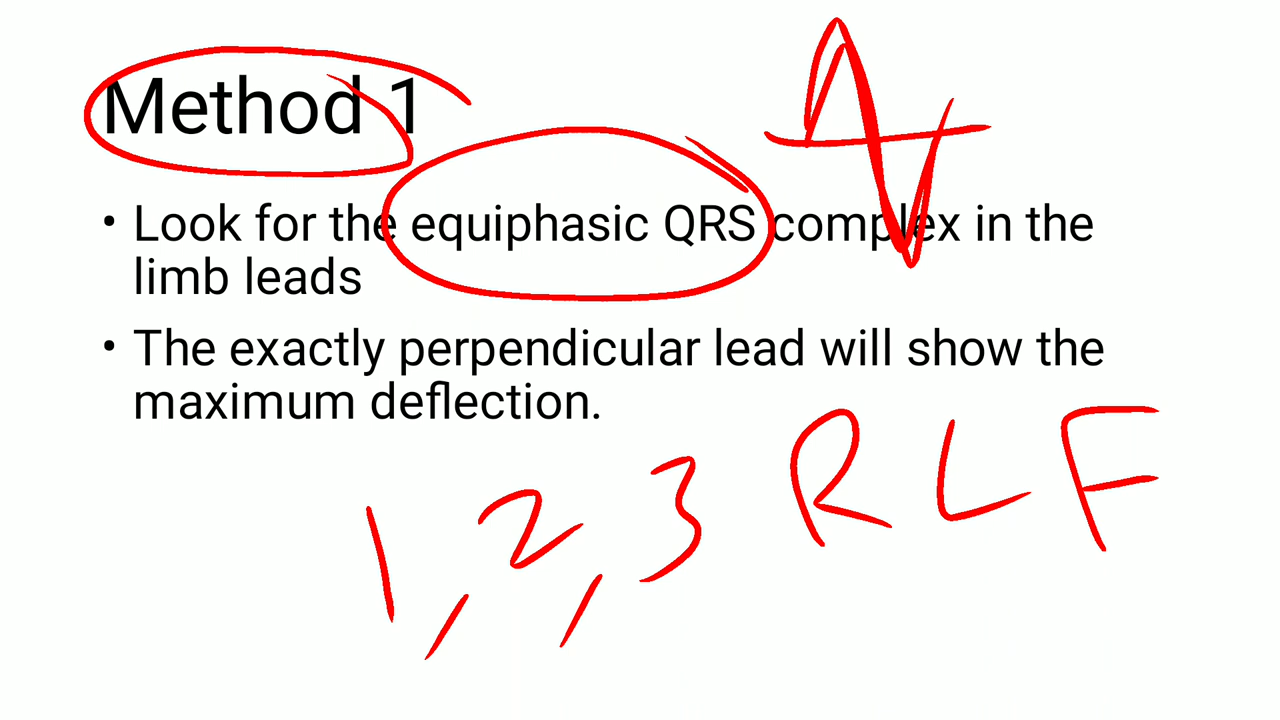 Method 1
• Look for the equiphasic QRS complex in the
limb leads
• The exactly perpendicular lead will show the
maximum deflection.
1, 2, 3 R L F